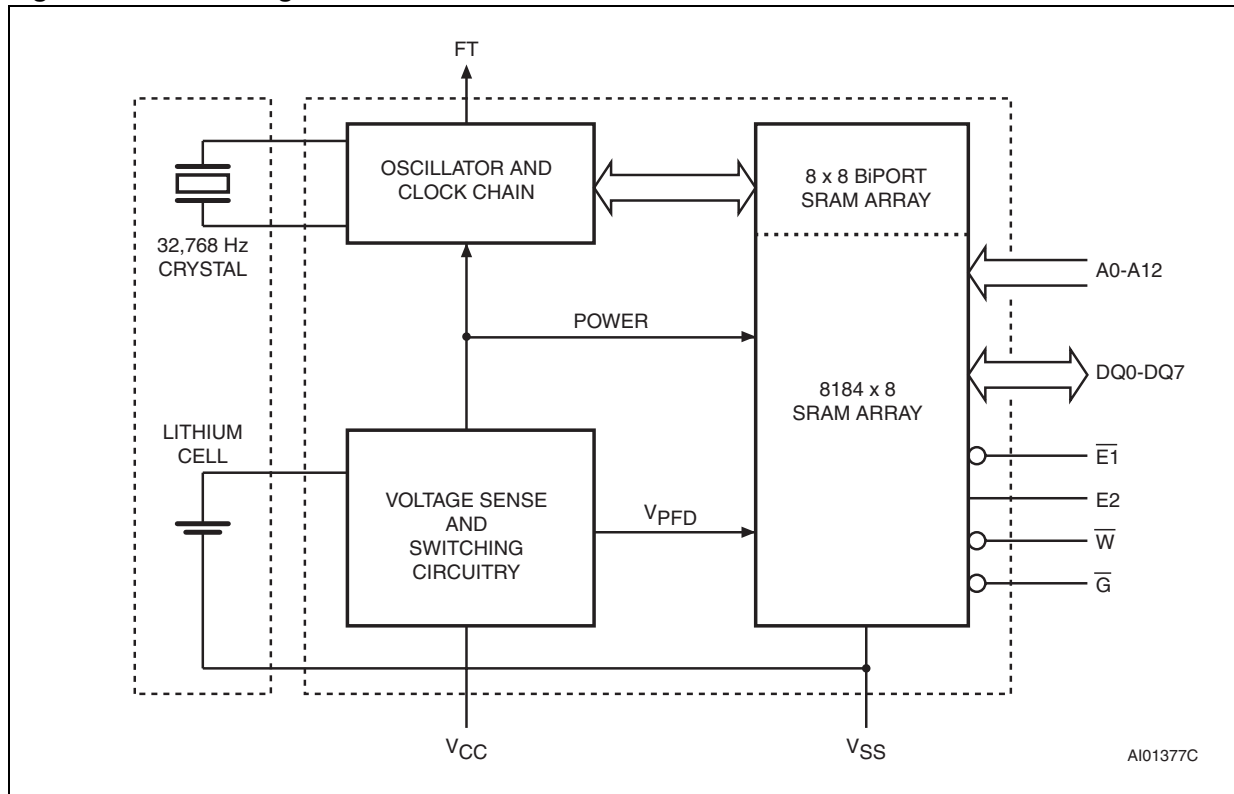 FT
OSCILLATOR AND
CLOCK CHAIN
8 x 8 BiPORT
SRAM ARRAY
32,768 Hz
CRYSTAL
A0-A12
POWER
DQ0-DQ7
8184 x 8
SRAM ARRAY
LITHIUM
CELL
E1
E2
VOLTAGE SENSE
AND
SWITCHING
CIRCUITRY
VPFD
W
G
VCC
VSS
AI01377C